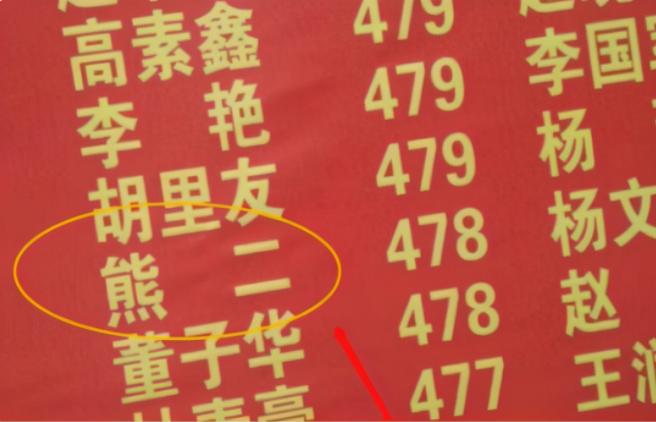 高素鑫 479
李艳 479 李国
胡里友 479 杨
熊二 478 杨文
董子华 478 赵
477 王